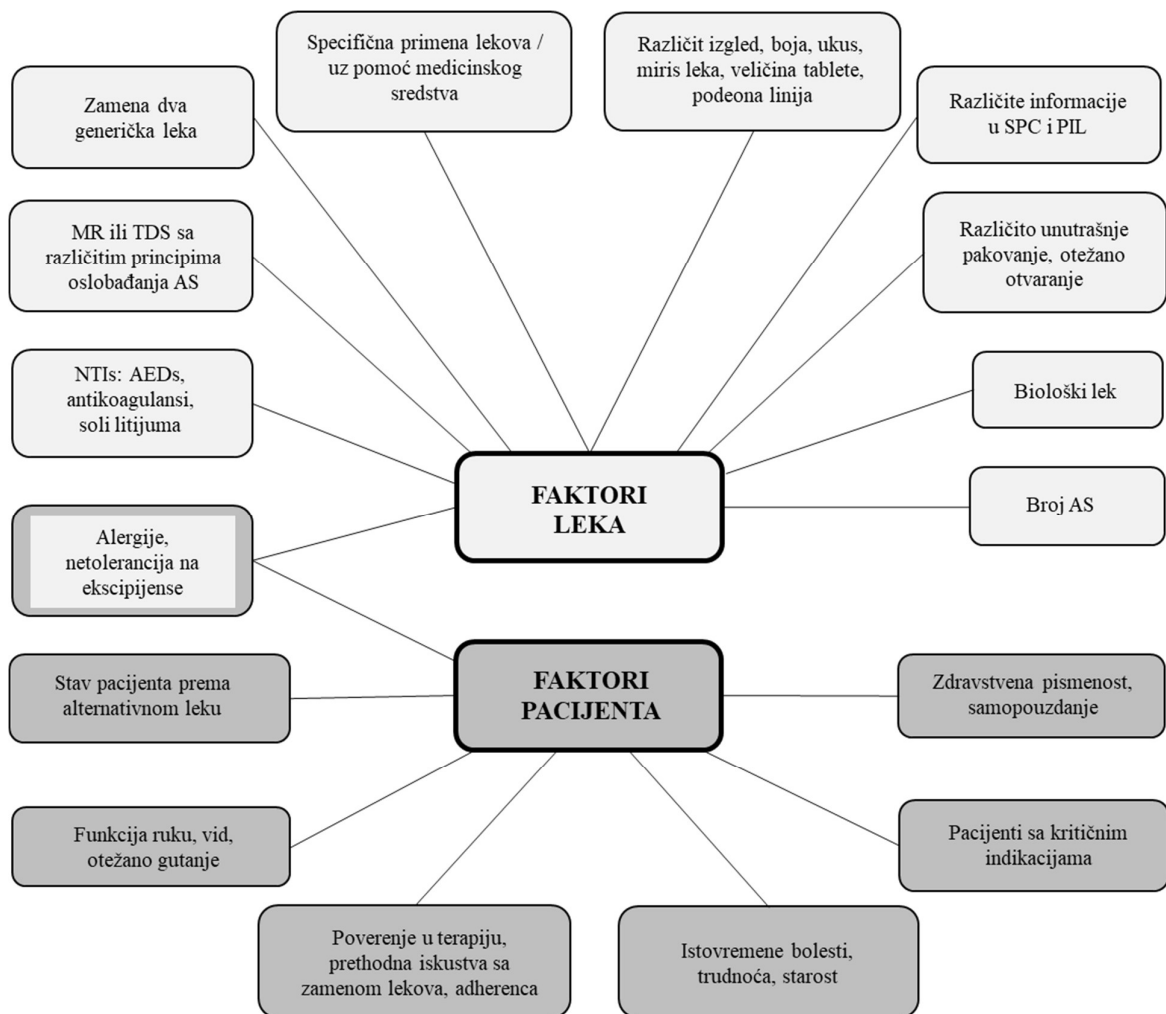 Specifična primena lekova /
uz pomoć medicinskog
sredstva
Različit izgled, boja, ukus,
miris leka, veličina tablete,
podeona linija
Zamena dva
generička leka
Različite informacije
u SPC i PIL
MR ili TDS sa
različitim principima
oslobađanja AS
Različito unutrašnje
pakovanje, otežano
otvaranje
NTIs: AEDs,
antikoagulansi,
soli litijuma
Biološki lek
FAKTORI
LEKA
Broj AS
Alergije,
netolerancija na
ekscipijense
Stav pacijenta prema
alternativnom leku
FAKTORI
PACIJENTA
Zdravstvena pismenost,
samopouzdanje
Funkcija ruku, vid,
otežano gutanje
Pacijenti sa kritičnim
indikacijama
Poverenje u terapiju,
prethodna iskustva sa
zamenom lekova, adherenca
Istovremene bolesti,
trudnoća, starost